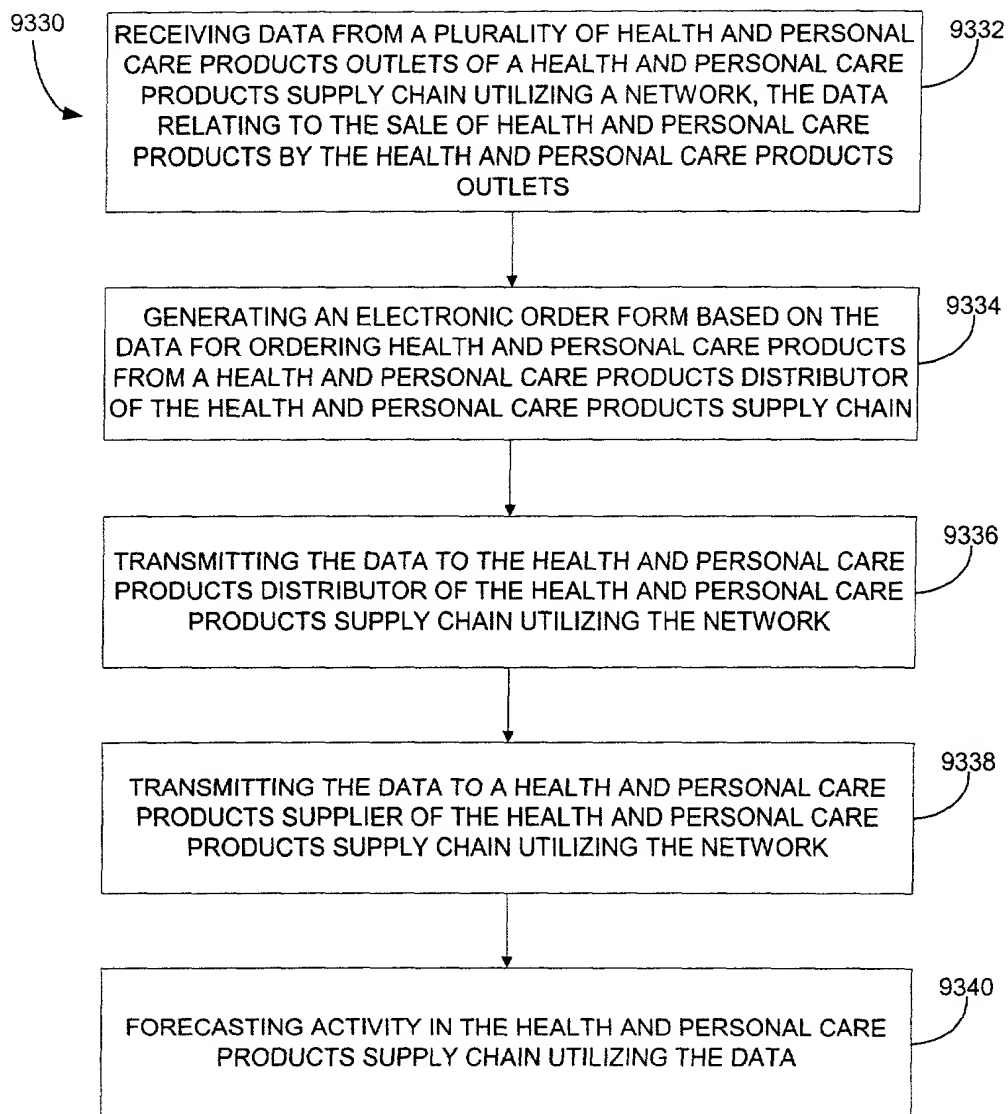 9330
RECEIVING DATA FROM A PLURALITY OF HEALTH AND PERSONAL
CARE PRODUCTS OUTLETS OF A HEALTH AND PERSONAL CARE
PRODUCTS SUPPLY CHAIN UTILIZING A NETWORK, THE DATA
RELATING TO THE SALE OF HEALTH AND PERSONAL CARE
PRODUCTS BY THE HEALTH AND PERSONAL CARE PRODUCTS
OUTLETS
9332
GENERATING AN ELECTRONIC ORDER FORM BASED ON THE
DATA FOR ORDERING HEALTH AND PERSONAL CARE PRODUCTS
FROM A HEALTH AND PERSONAL CARE PRODUCTS DISTRIBUTOR
OF THE HEALTH AND PERSONAL CARE PRODUCTS SUPPLY CHAIN
9334
TRANSMITTING THE DATA TO THE HEALTH AND PERSONAL CARE
PRODUCTS DISTRIBUTOR OF THE HEALTH AND PERSONAL CARE
PRODUCTS SUPPLY CHAIN UTILIZING THE NETWORK
9336
TRANSMITTING THE DATA TO A HEALTH AND PERSONAL CARE
PRODUCTS SUPPLIER OF THE HEALTH AND PERSONAL CARE
PRODUCTS SUPPLY CHAIN UTILIZING THE NETWORK
9338
FORECASTING ACTIVITY IN THE HEALTH AND PERSONAL CARE
PRODUCTS SUPPLY CHAIN UTILIZING THE DATA
9340